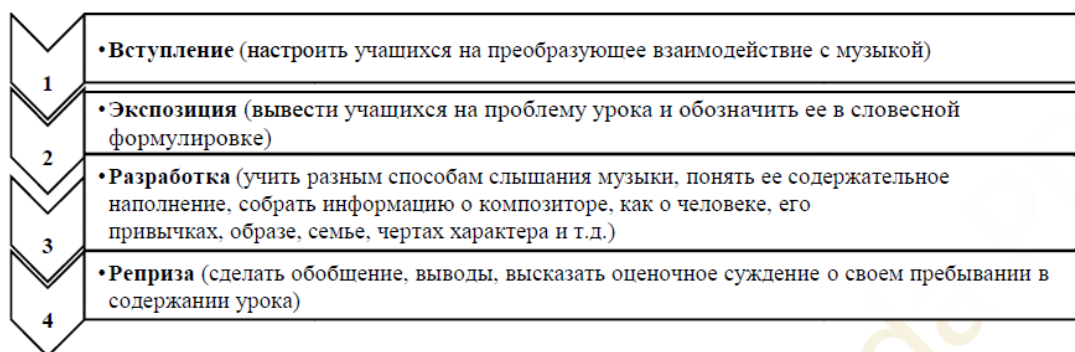 1
•Вступление (настроить учащихся на преобразующее взаимодействие с музыкой)
2
•Экспозиция (вывести учащихся на проблему урока и обозначить ее в словесной
формулировке)
3
•Разработка (учить разным способам слышания музыки, понять ее содержательное
наполнение, собрать информацию о композиторе, как о человеке, его
привычках, образе, семье, чертах характера и т.д.)
4
•Реприза (сделать обобщение, выводы, высказать оценочное суждение о своем пребывании в
содержании урока)